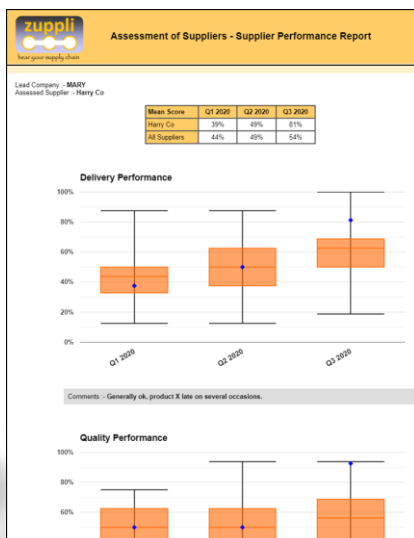 zuppli
hear your supply chain
Assessment of Suppliers - Supplier Performance Report
Lead Company :- MARY
Assessed Supplier :- Harry Co
Mean Score Q1 2020 Q2 2020 Q3 2020
Harry Co 39% 49% 81%
All Suppliers 44% 49% 54%
Delivery Performance
100%
80%
60%
40%
20%
0%
Q1 2020 Q2 2020 Q3 2020
Comments :- Generally ok, product X late on several occasions.
Quality Performance
100%
80%
60%